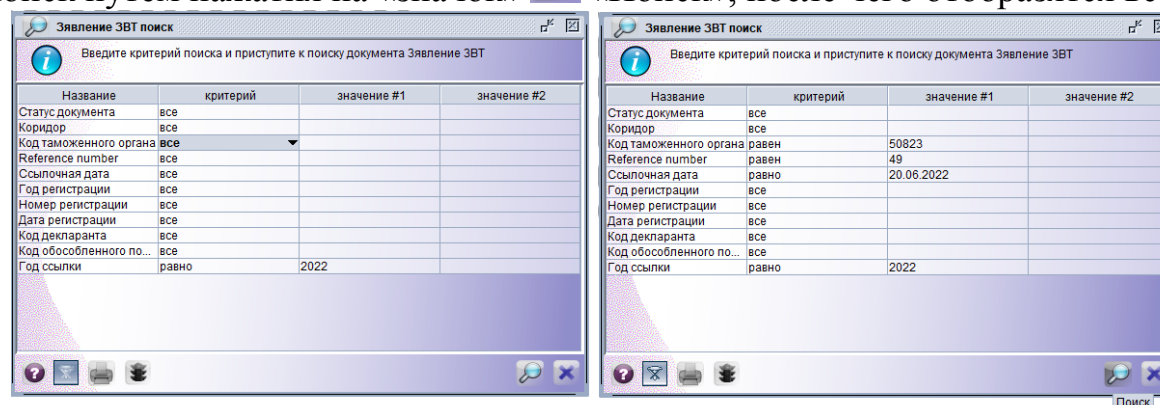 Заявление ЗВТ поиск
Введите критерий поиска и приступите к поиску документа Заявление ЗВТ
Название критерий значение #1 значение #2
Статус документа все
Коридор все
Код таможенного органа все
Reference number все
Ссылочная дата все
Год регистрации все
Номер регистрации все
Дата регистрации все
Код декларанта все
Код обособленного по... все
Год ссылки равно 2022
Заявление ЗВТ поиск
Введите критерий поиска и приступите к поиску документа Заявление ЗВТ
Название критерий значение #1 значение #2
Статус документа все
Коридор все
Код таможенного органа равен 50823
Reference number равен 49
Ссылочная дата равно 20.06.2022
Год регистрации все
Номер регистрации все
Дата регистрации все
Код декларанта все
Код обособленного по... все
Год ссылки равно 2022
Поиск